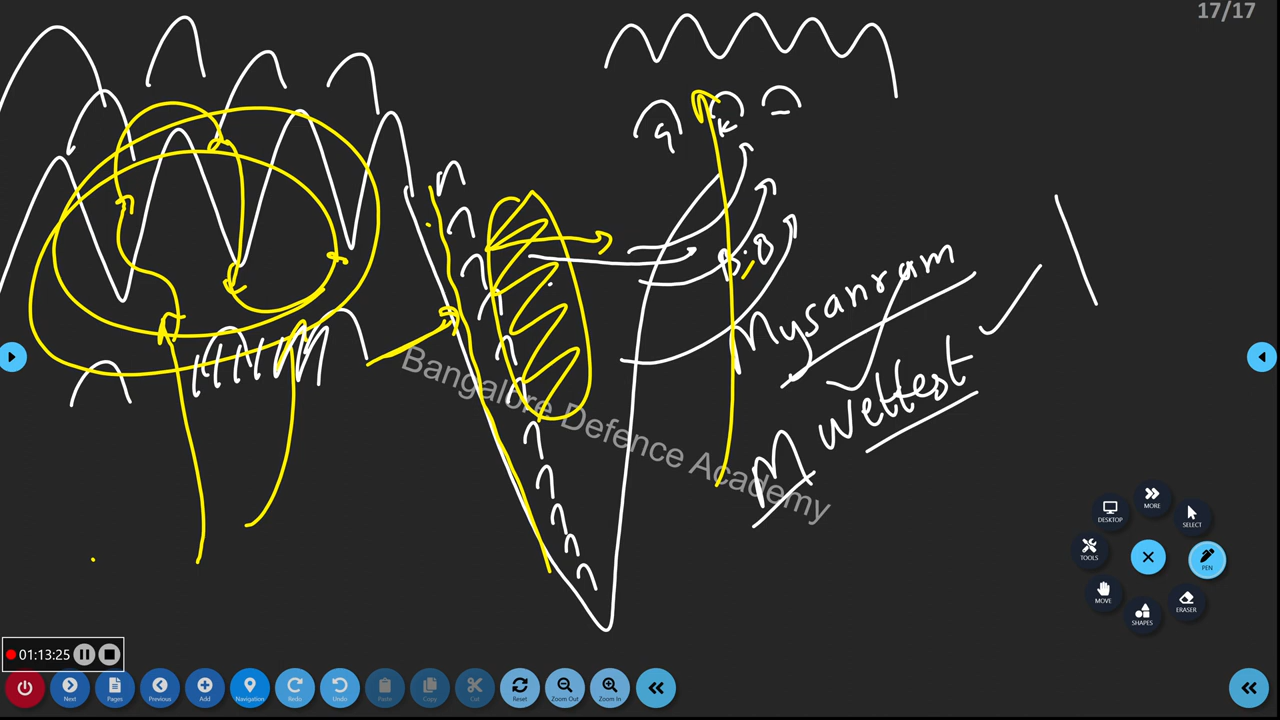 17/17
G K
B.B
Mysanram
Wettest
M
Bangalore Defence Academy
MORE
DESKTOP
SELECT
TOOLS
PEN
MOVE
ERASER
SHAPES
01:13:25
Next
Pages
Previous
Add
Navigation
Redo
Undo
Paste
Copy
Cut
Reset
Zoom Out
Zoom In